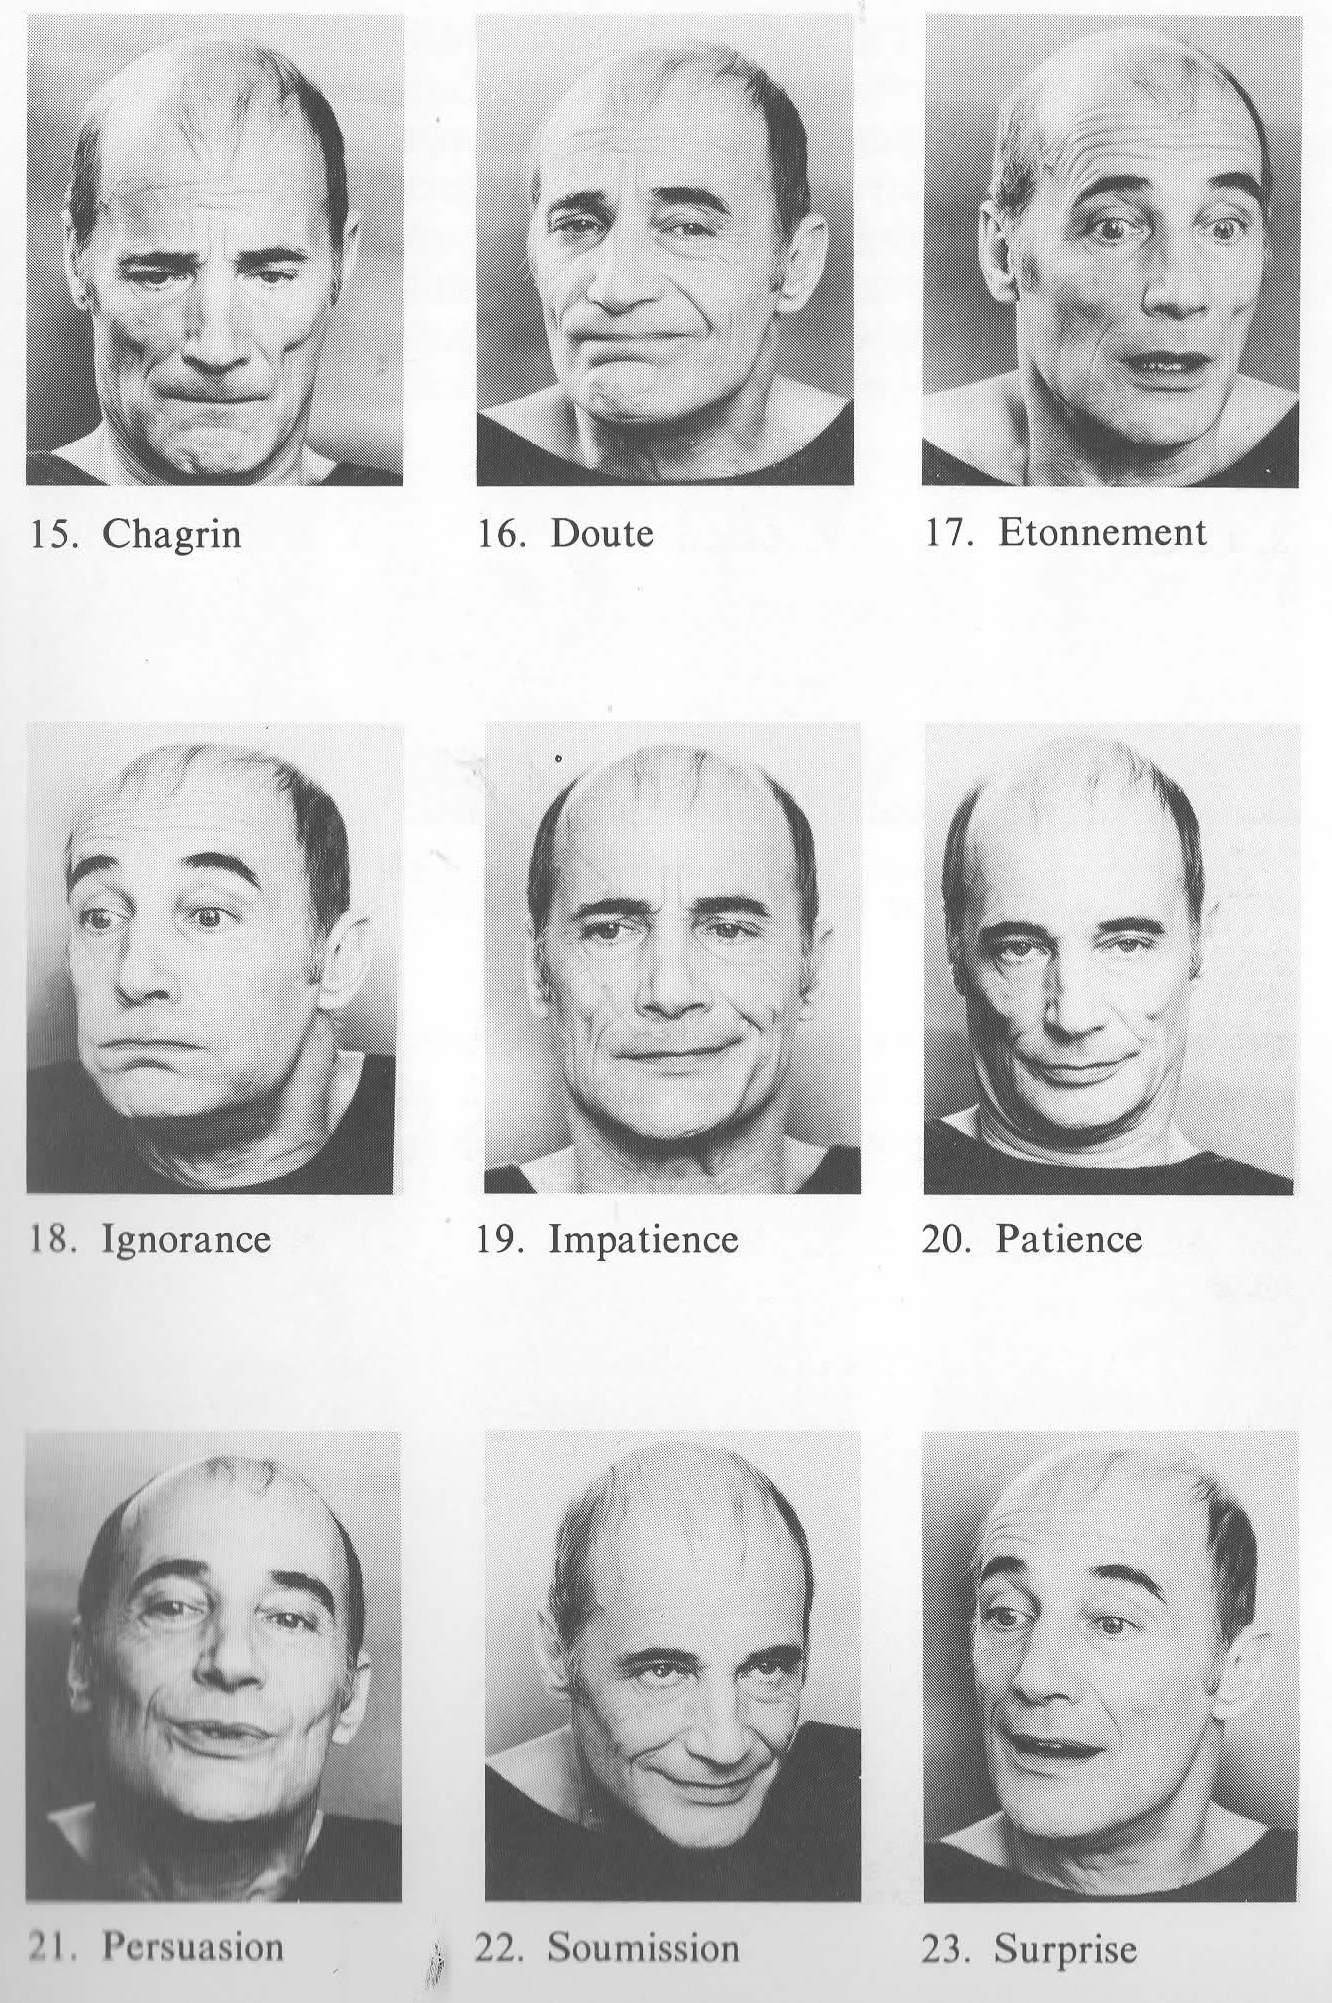 15. Chagrin
16. Doute
17. Etonnement
18. Ignorance
19. Impatience
20. Patience
21. Persuasion
22. Soumission
23. Surprise